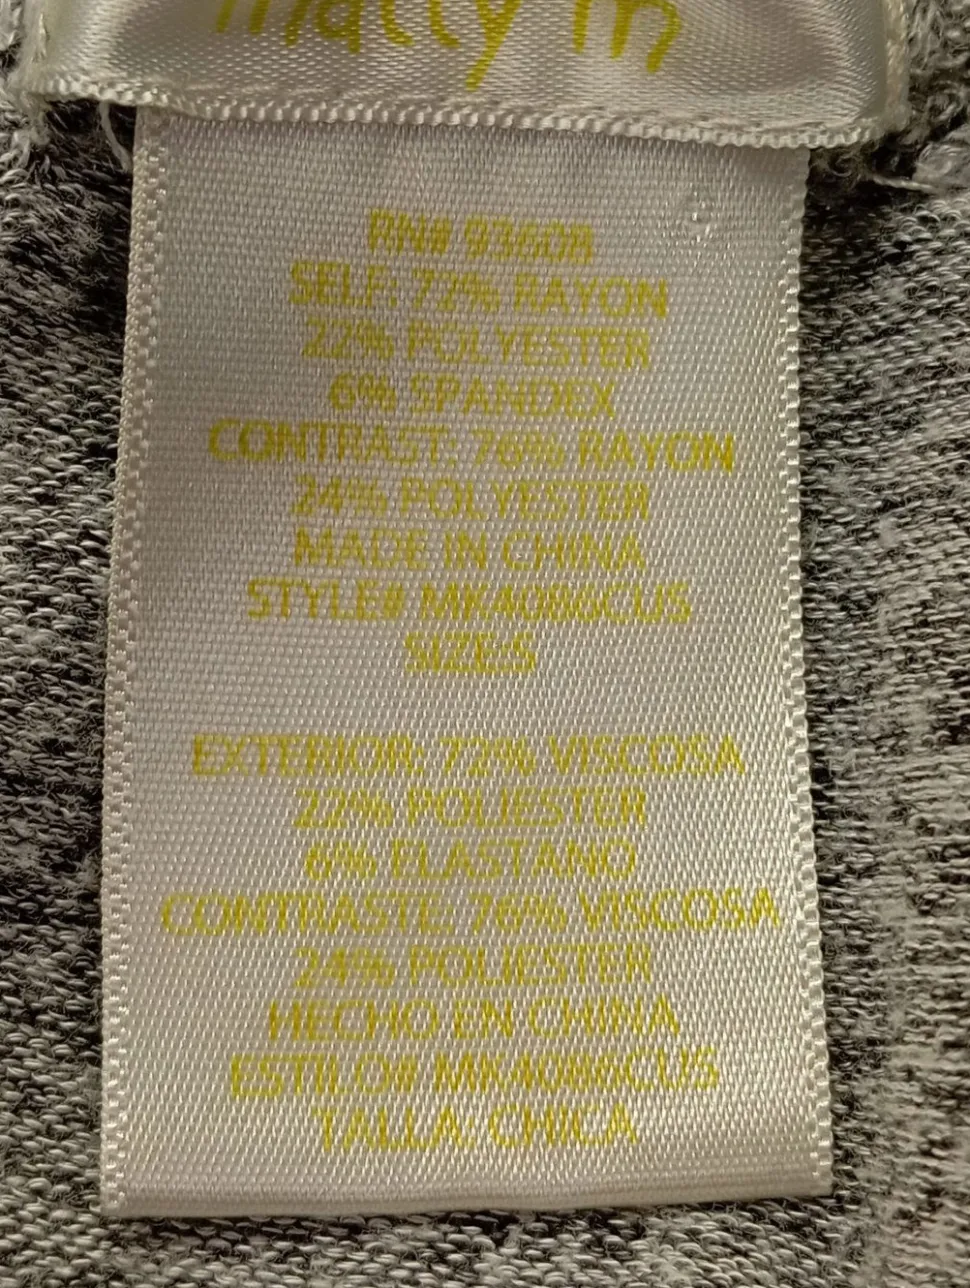 matty m
RN# 93608
SELF: 72% RAYON
22% POLYESTER
6% SPANDEX
CONTRAST: 76% RAYON
24% POLYESTER
MADE IN CHINA
STYLE# MK4086CUS
SIZE:S
EXTERIOR: 72% VISCOSA
22% POLIESTER
6% ELASTANO
CONTRASTE: 76% VISCOSA
24% POLIESTER
HECHO EN CHINA
ESTILO# MK4086CUS
TALLA: CHICA